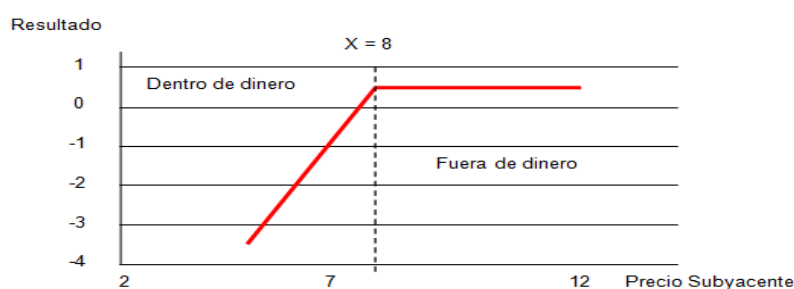 Resultado
X = 8
1
Dentro de dinero
0
-1
Fuera de dinero
-2
-3
-4
2 7 12 Precio Subyacente